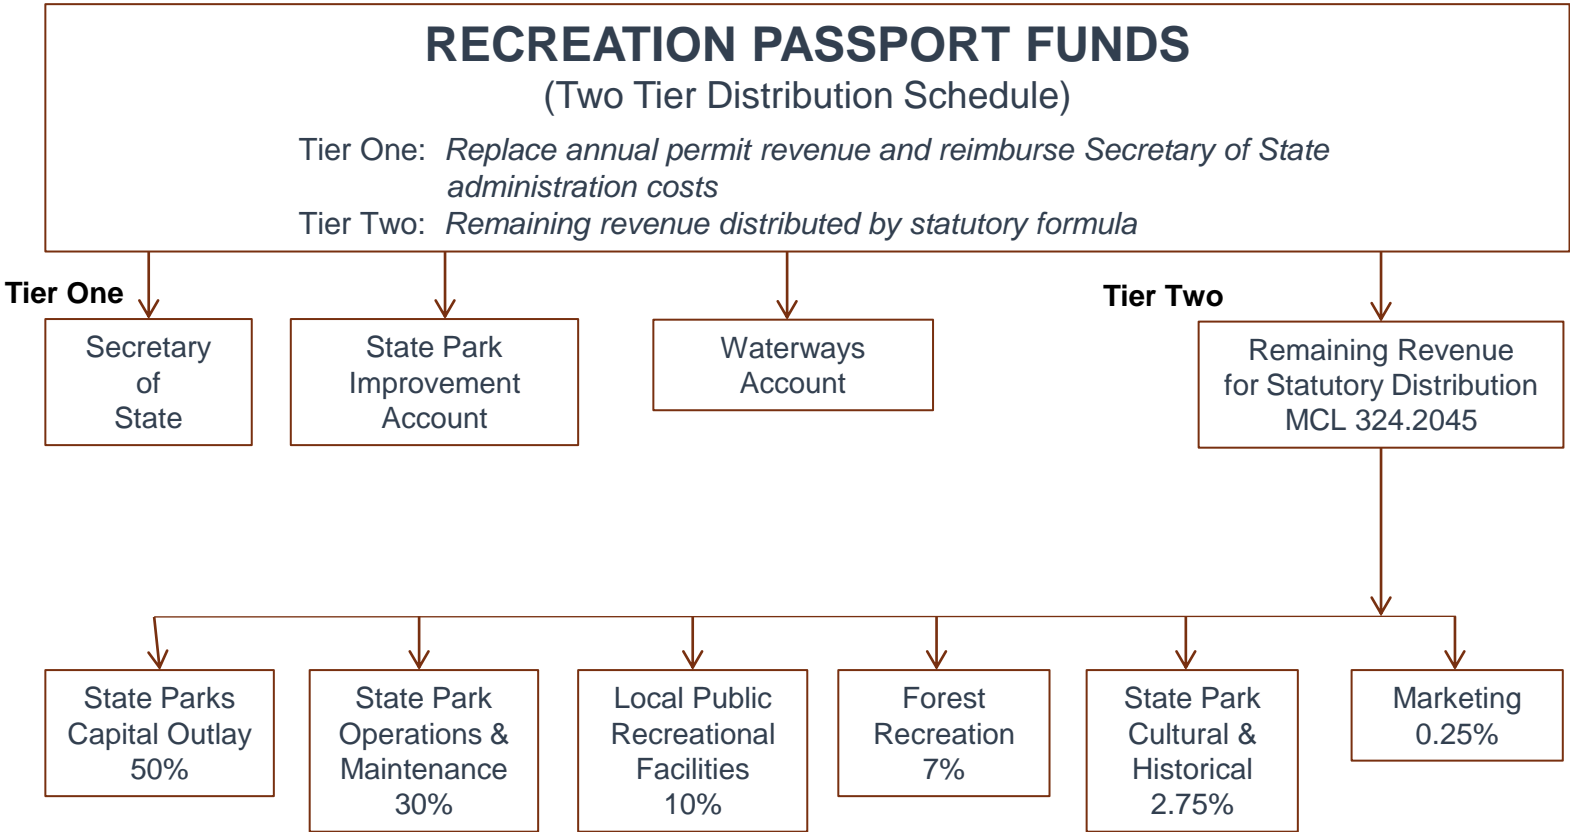 RECREATION PASSPORT FUNDS
(Two Tier Distribution Schedule)
Tier One: Replace annual permit revenue and reimburse Secretary of State
administration costs
Tier Two: Remaining revenue distributed by statutory formula
Tier One
Secretary
of
State
State Park
Improvement
Account
Waterways
Account
Tier Two
Remaining Revenue
for Statutory Distribution
MCL 324.2045
State Parks
Capital Outlay
50%
State Park
Operations &
Maintenance
30%
Local Public
Recreational
Facilities
10%
Forest
Recreation
7%
State Park
Cultural &
Historical
2.75%
Marketing
0.25%